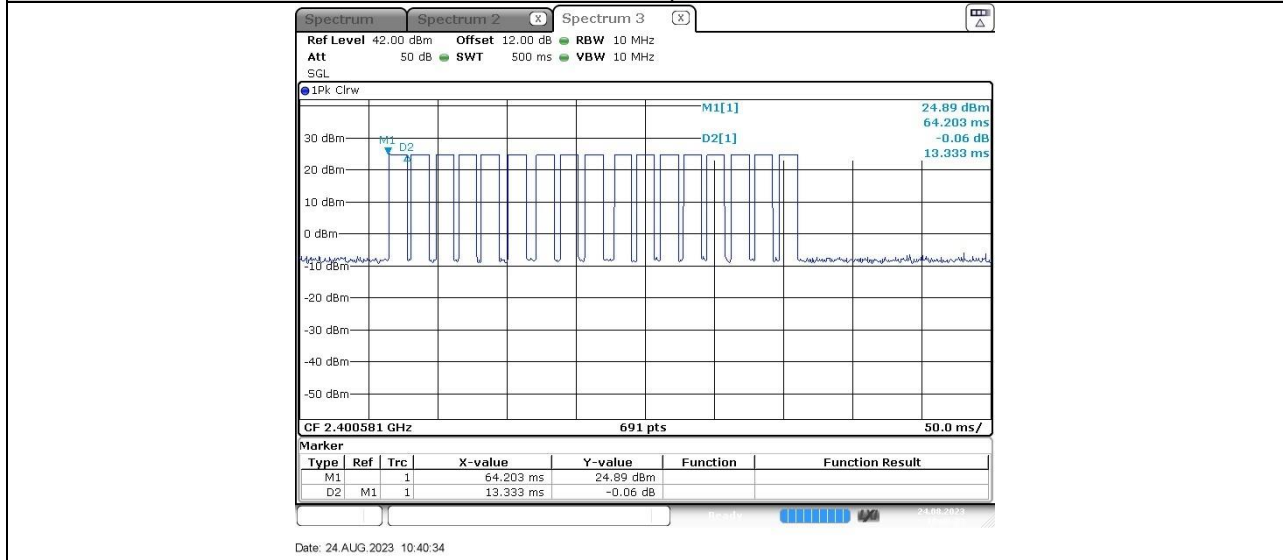 Spectrum Spectrum 2 X Spectrum 3 X
Ref Level 42.00 dBm Offset 12.00 dB RBW 10 MHz
Att 50 dB SWT 500 ms VBW 10 MHz
SGL
1Pk Clrw
M1[1] 24.89 dBm
64.203 ms
30 dBm M1 D2 D2[1] -0.06 dB
13.333 ms
20 dBm
10 dBm
0 dBm
-10 dBm
-20 dBm
-30 dBm
-40 dBm
-50 dBm
CF 2.400581 GHz 691 pts 50.0 ms/
Marker
Type Ref Trc X-value Y-value Function Function Result
M1 1 64.203 ms 24.89 dBm
D2 M1 1 13.333 ms -0.06 dB
24.08.2023
Date: 24.AUG.2023 10:40:34